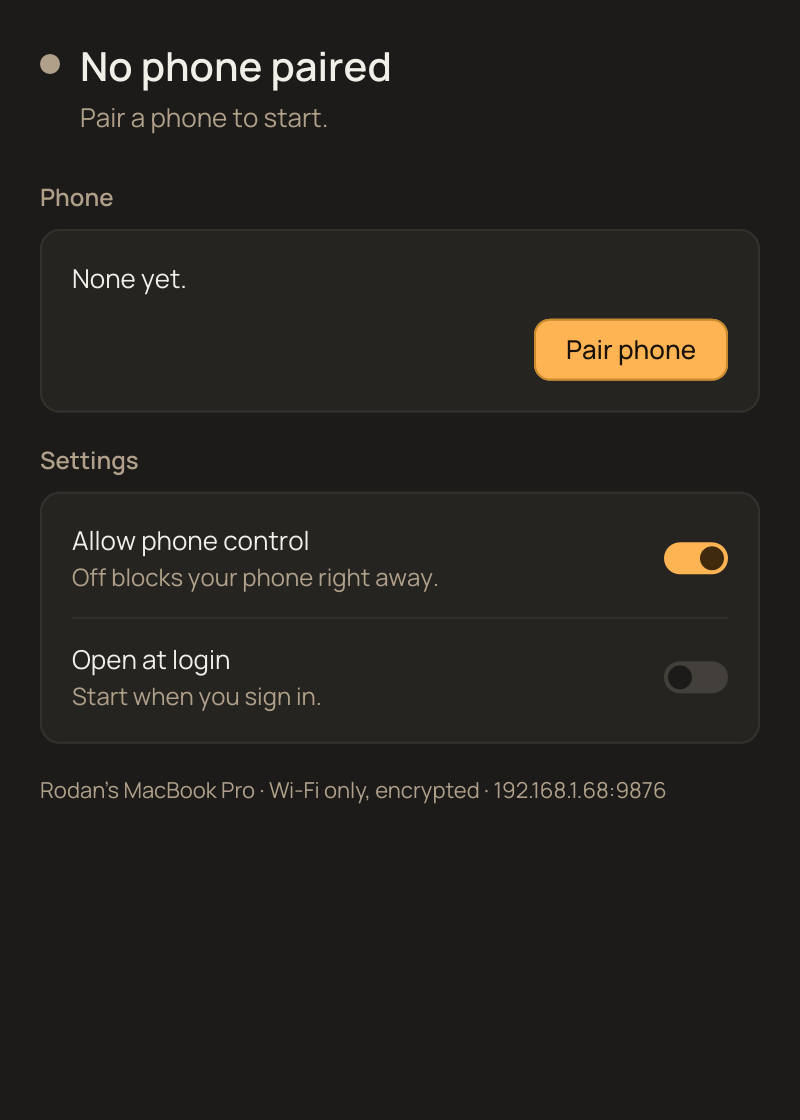 No phone paired
Pair a phone to start.
Phone
None yet.
Pair phone
Settings
Allow phone control
Off blocks your phone right away.
Open at login
Start when you sign in.
Rodan’s MacBook Pro · Wi-Fi only, encrypted · 192.168.1.68:9876